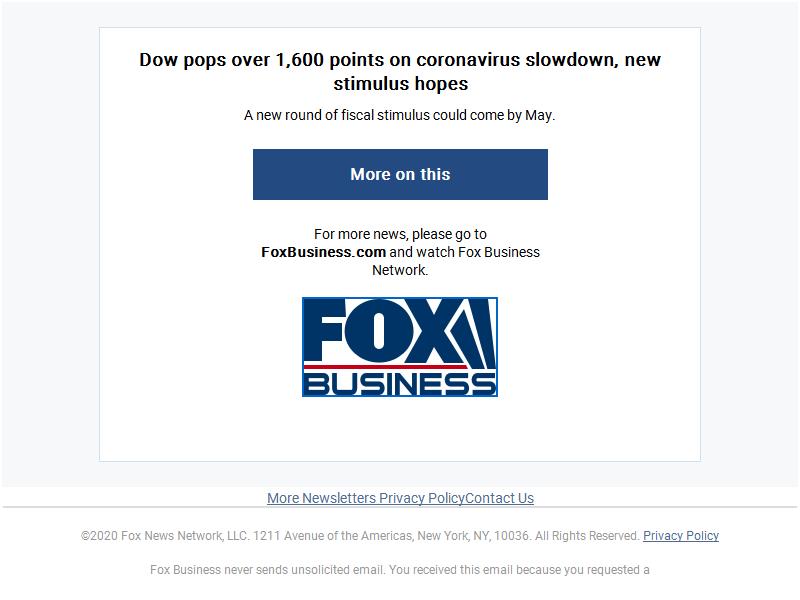 Dow pops over 1,600 points on coronavirus slowdown, new
stimulus hopes
A new round of fiscal stimulus could come by May.
More on this
For more news, please go to
FoxBusiness.com and watch Fox Business
Network.
FOX
BUSINESS
More Newsletters Privacy PolicyContact Us
©2020 Fox News Network, LLC. 1211 Avenue of the Americas, New York, NY, 10036. All Rights Reserved. Privacy Policy
Fox Business never sends unsolicited email. You received this email because you requested a